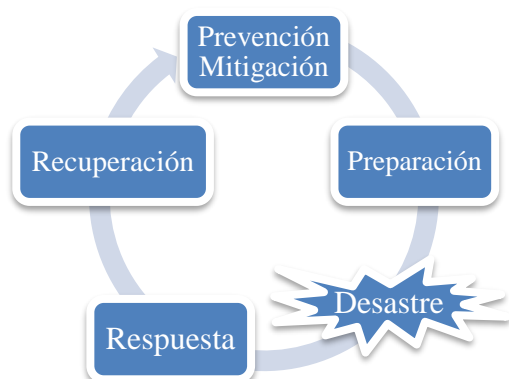 Prevención
Mitigación
Preparación
Desastre
Respuesta
Recuperación